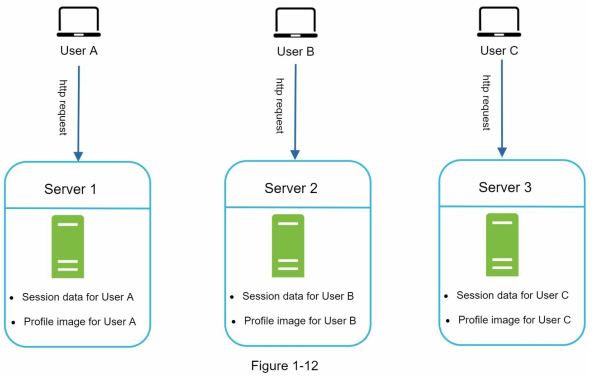 User A
User B
User C
http request
http request
http request
Server 1
Server 2
Server 3
• Session data for User A
• Profile image for User A
• Session data for User B
• Profile image for User B
• Session data for User C
• Profile image for User C
Figure 1-12